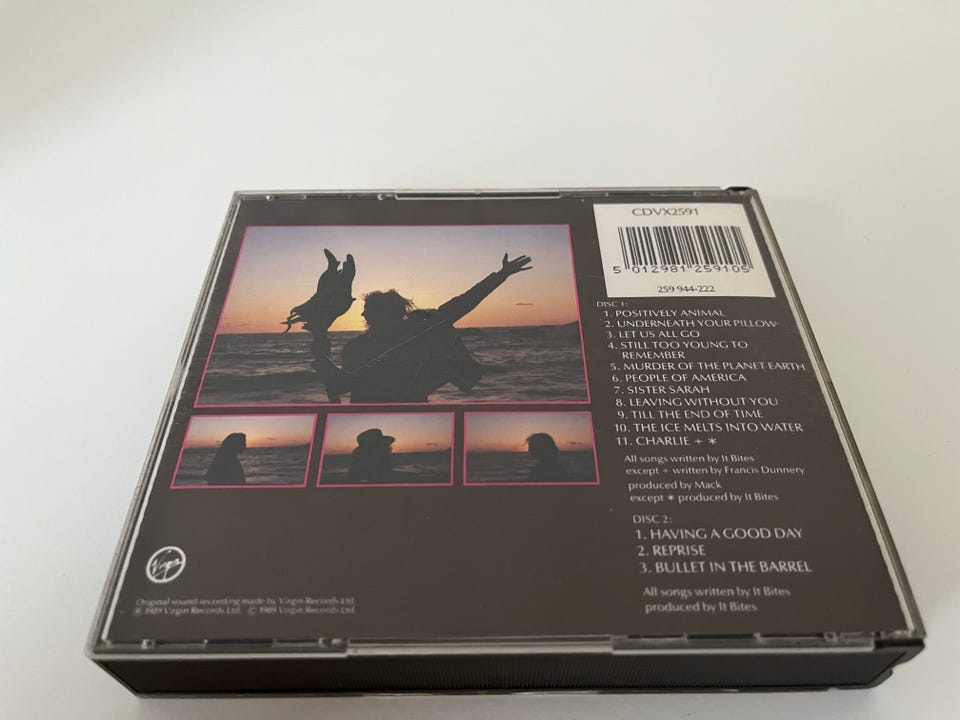 CDVX2591
5 012981 259105
259 944-222
DISC 1:
1. POSITIVELY ANIMAL
2. UNDERNEATH YOUR PILLOW
3. LET US ALL GO
4. STILL TOO YOUNG TO
REMEMBER
5. MURDER OF THE PLANET EARTH
6. PEOPLE OF AMERICA
7. SISTER SARAH
8. LEAVING WITHOUT YOU
9. TILL THE END OF TIME
10. THE ICE MELTS INTO WATER
11. CHARLIE + *
All songs written by It Bites
except + written by Francis Dunnery
produced by Mack
except * produced by It Bites
DISC 2:
1. HAVING A GOOD DAY
2. REPRISE
3. BULLET IN THE BARREL
All songs written by It Bites
produced by It Bites
Virgin
Original sound recording made by Virgin Records Ltd.
℗ 1989 Virgin Records Ltd. © 1989 Virgin Records Ltd.